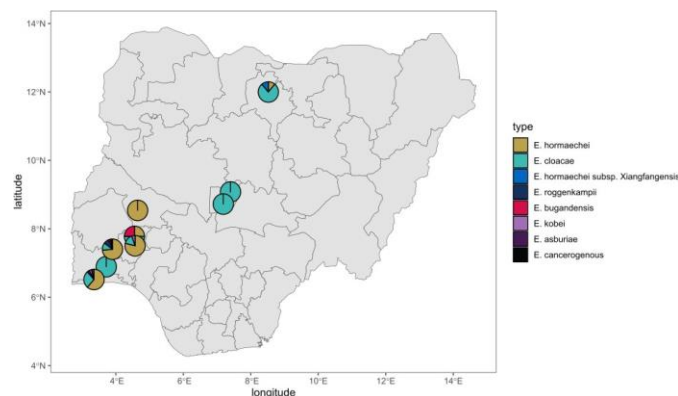 14°N
12°N
10°N
8°N
6°N
4°N
latitude
4°E
6°E
8°E
10°E
12°E
14°E
longitude
type
E. hormaechei
E. cloacae
E. hormaechei subsp. Xiangfangensis
E. roggenkampii
E. bugandensis
E. kobei
E. asburiae
E. cancerogenous